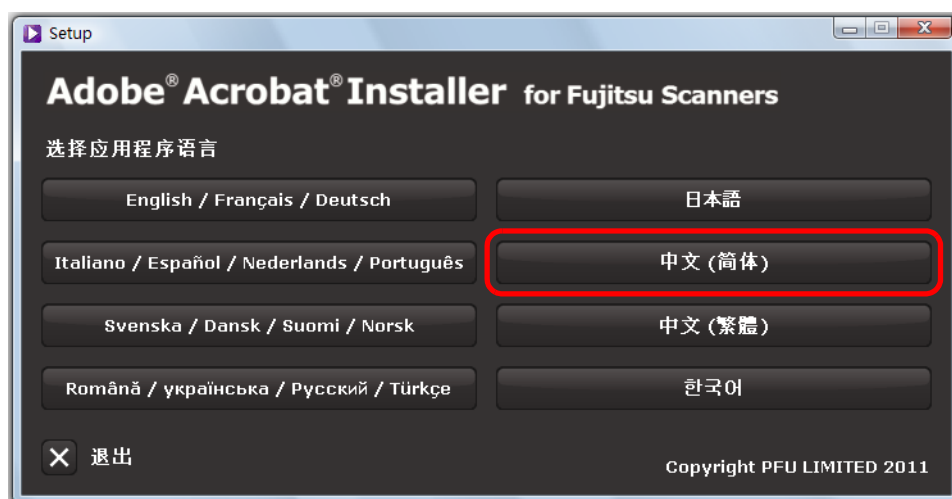 Setup
Adobe® Acrobat® Installer for Fujitsu Scanners
选择应用程序语言
English / Français / Deutsch
日本語
Italiano / Español / Nederlands / Português
中文 (简体)
Svenska / Dansk / Suomi / Norsk
中文 (繁體)
Română / українська / Русский / Türkçe
한국어
退出
Copyright PFU LIMITED 2011